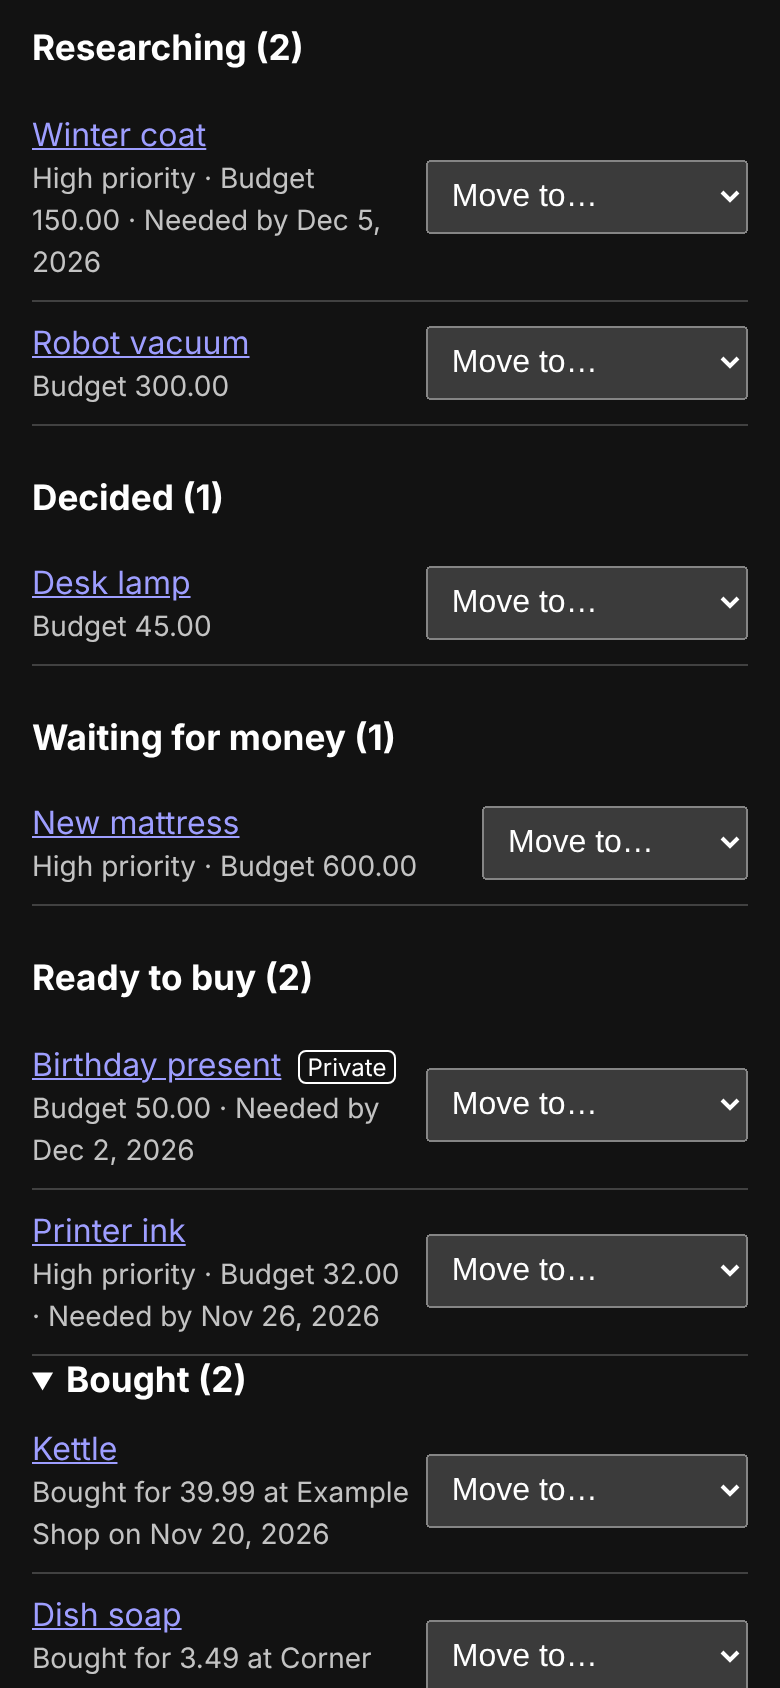 Researching (2)
Winter coat
High priority · Budget
150.00 · Needed by Dec 5,
2026
Move to…
Robot vacuum
Budget 300.00
Move to…
Decided (1)
Desk lamp
Budget 45.00
Move to…
Waiting for money (1)
New mattress
High priority · Budget 600.00
Move to…
Ready to buy (2)
Birthday present Private
Budget 50.00 · Needed by
Dec 2, 2026
Move to…
Printer ink
High priority · Budget 32.00
· Needed by Nov 26, 2026
Move to…
Bought (2)
Kettle
Bought for 39.99 at Example
Shop on Nov 20, 2026
Move to…
Dish soap
Bought for 3.49 at Corner
Move to…